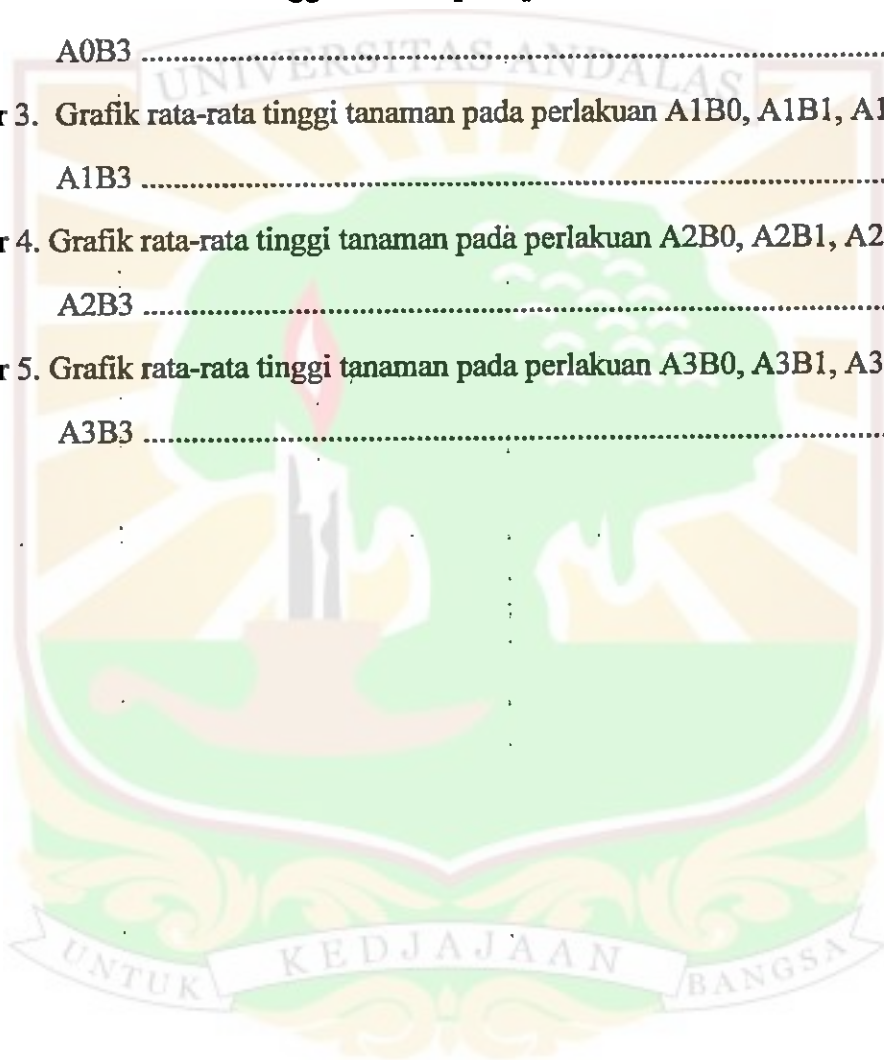 A0B3 ........................................................................
UNIVERSITAS ANDALAS
r 3. Grafik rata-rata tinggi tanaman pada perlakuan A1B0, A1B1, A1
A1B3 ........................................................................
r 4. Grafik rata-rata tinggi tanaman pada perlakuan A2B0, A2B1, A2
A2B3 ........................................................................
r 5. Grafik rata-rata tinggi tanaman pada perlakuan A3B0, A3B1, A3
A3B3 ........................................................................
UNTUK KEDJAJAAN BANGSA